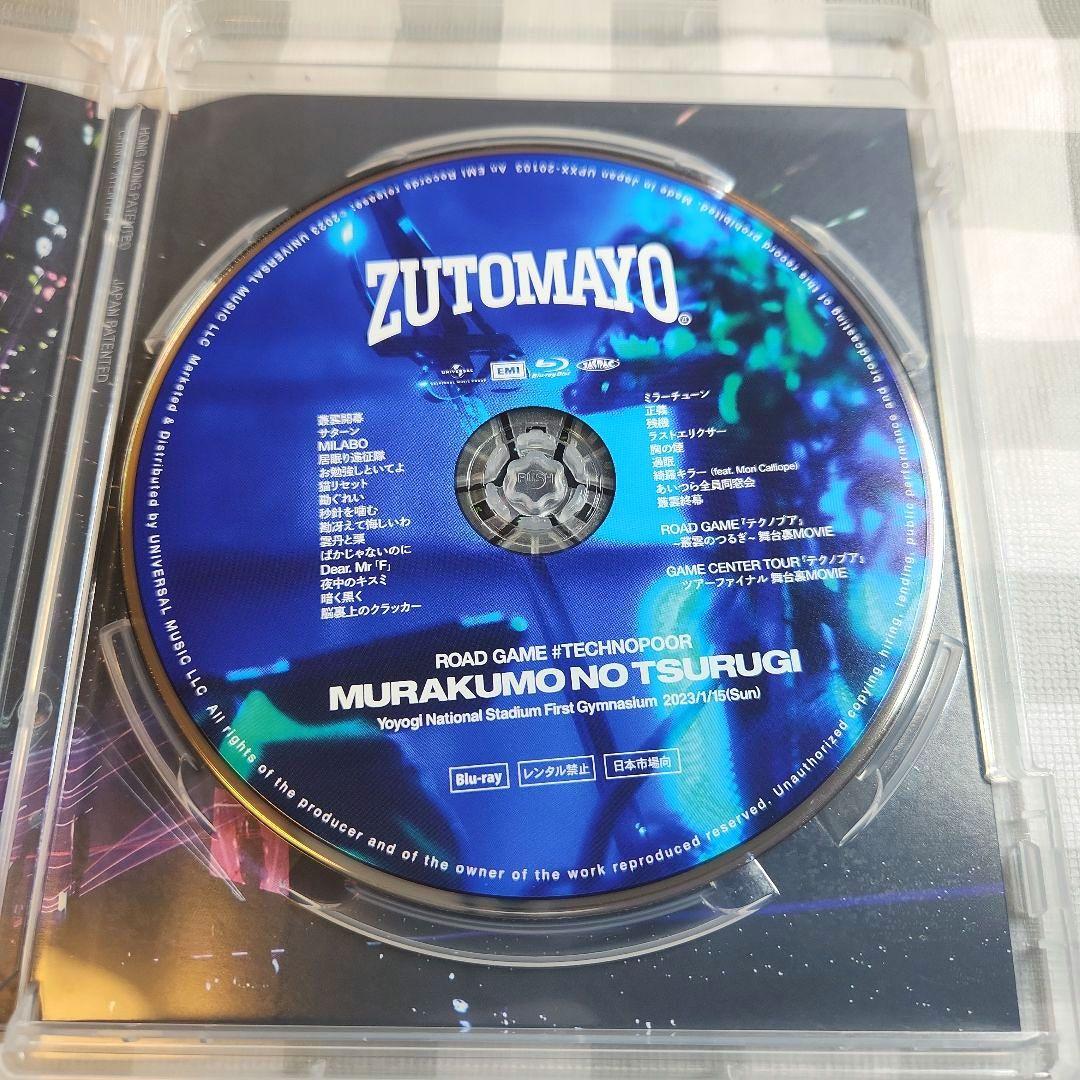 HONG KONG PATENTED
JAPAN PATENTED
Made in Japan UPXX-20103 An EMI Records release; ©2023 UNIVERSAL MUSIC LLC Marketed & Distributed by UNIVERSAL MUSIC LLC All rights of the producer and of the owner of the work reproduced reserved. Unauthorized copying, hiring, lending, public performance and broadcasting of this record prohibited.
ZUTOMAYO®
UNIVERSAL
UNIVERSAL MUSIC GROUP
EMI
Blu-ray Disc
PUSH
叢雲開幕
サターン
MILABO
居眠り遠征隊
お勉強しといてよ
猫リセット
勘ぐれい
秒針を噛む
勘冴えて悔しいわ
雲丹と栗
ばかじゃないのに
Dear. Mr「F」
夜中のキスミ
暗く黒く
脳裏上のクラッカー
ミラーチューン
正義
残機
ラストエリクサー
胸の煙
過眠
綺羅キラー (feat. Mori Calliope)
あいつら全員同窓会
叢雲終幕
ROAD GAME『テクノプア』
~叢雲のつるぎ~ 舞台裏MOVIE
GAME CENTER TOUR『テクノプア』
ツアーファイナル 舞台裏MOVIE
ROAD GAME #TECHNOPOOR
MURAKUMO NO TSURUGI
Yoyogi National Stadium First Gymnasium 2023/1/15(Sun)
Blu-ray
レンタル禁止
日本市場向